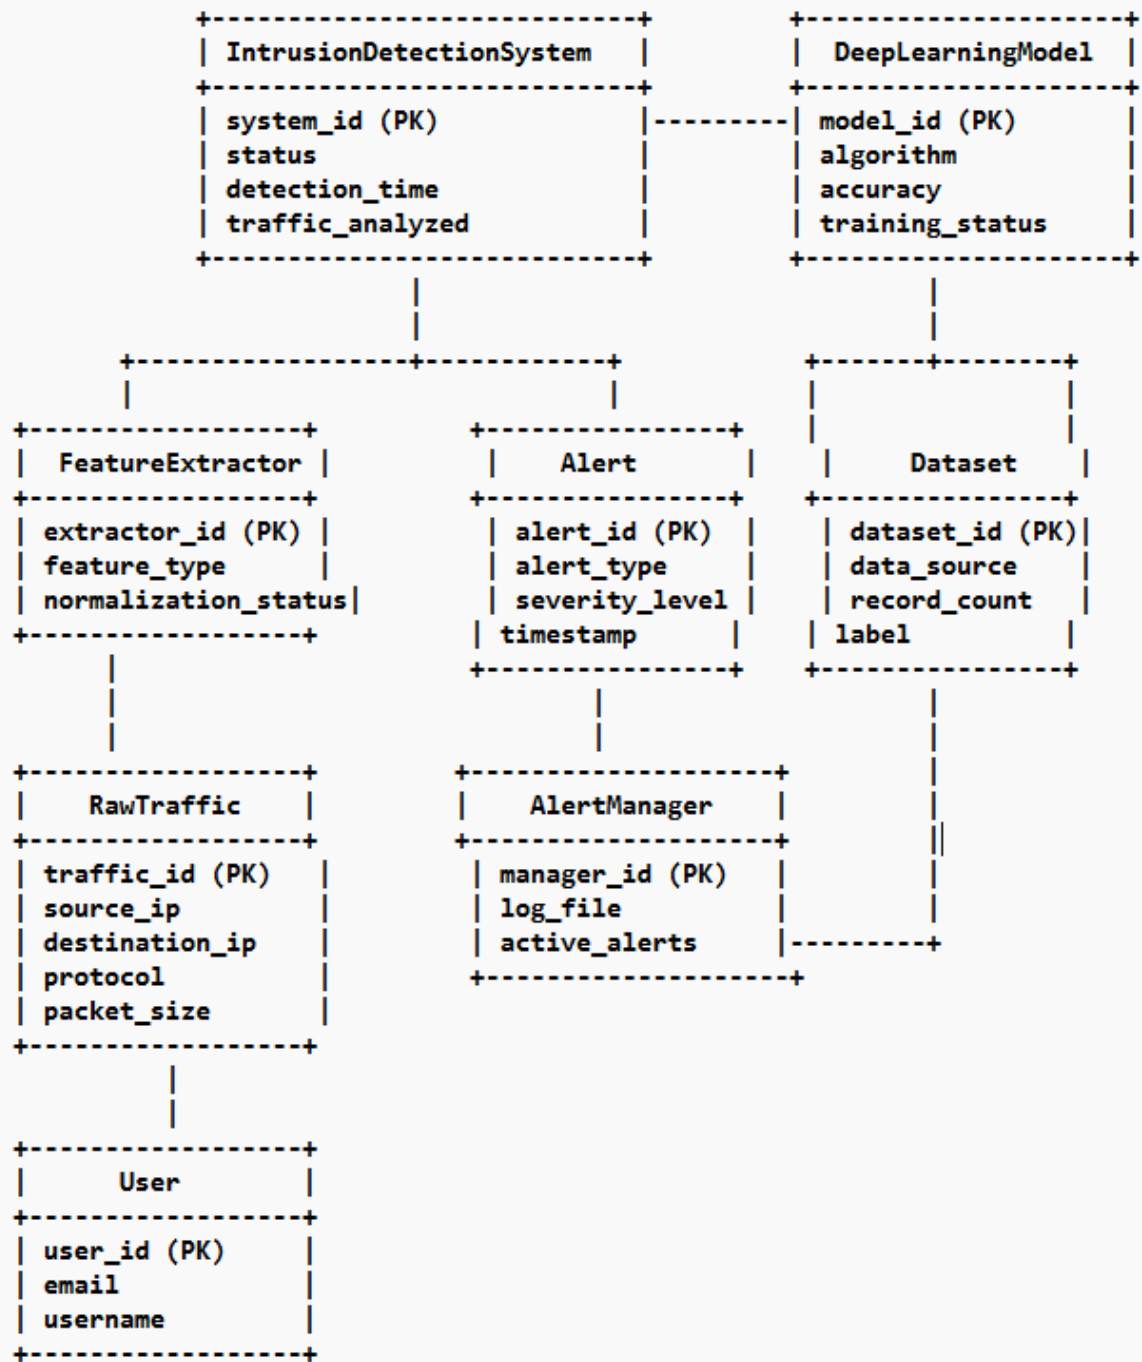 IntrusionDetectionSystem
system_id (PK)
status
detection_time
traffic_analyzed
DeepLearningModel
model_id (PK)
algorithm
accuracy
training_status
FeatureExtractor
extractor_id (PK)
feature_type
normalization_status
Alert
alert_id (PK)
alert_type
severity_level
timestamp
Dataset
dataset_id (PK)
data_source
record_count
label
RawTraffic
traffic_id (PK)
source_ip
destination_ip
protocol
packet_size
AlertManager
manager_id (PK)
log_file
active_alerts
User
user_id (PK)
email
username